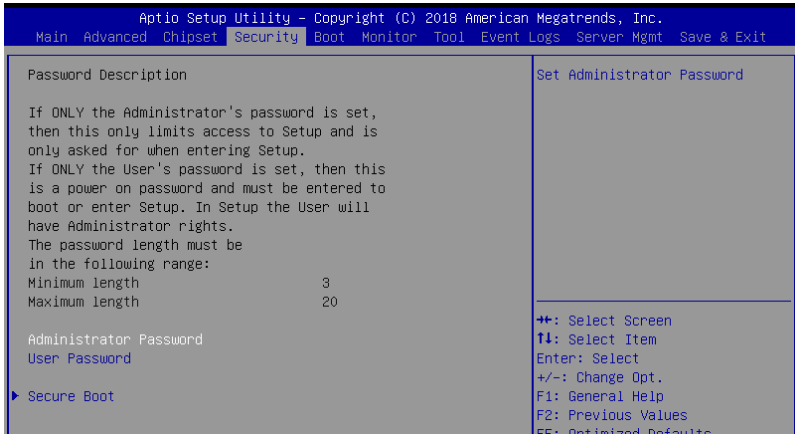 Aptio Setup Utility – Copyright (C) 2018 American Megatrends, Inc.
Main Advanced Chipset Security Boot Monitor Tool Event Logs Server Mgmt Save & Exit
Password Description
If ONLY the Administrator's password is set,
then this only limits access to Setup and is
only asked for when entering Setup.
If ONLY the User's password is set, then this
is a power on password and must be entered to
boot or enter Setup. In Setup the User will
have Administrator rights.
The password length must be
in the following range:
Minimum length 3
Maximum length 20
Administrator Password
User Password
Secure Boot
Set Administrator Password
→←: Select Screen
↑↓: Select Item
Enter: Select
+/-: Change Opt.
F1: General Help
F2: Previous Values
F5: Optimized Defaults